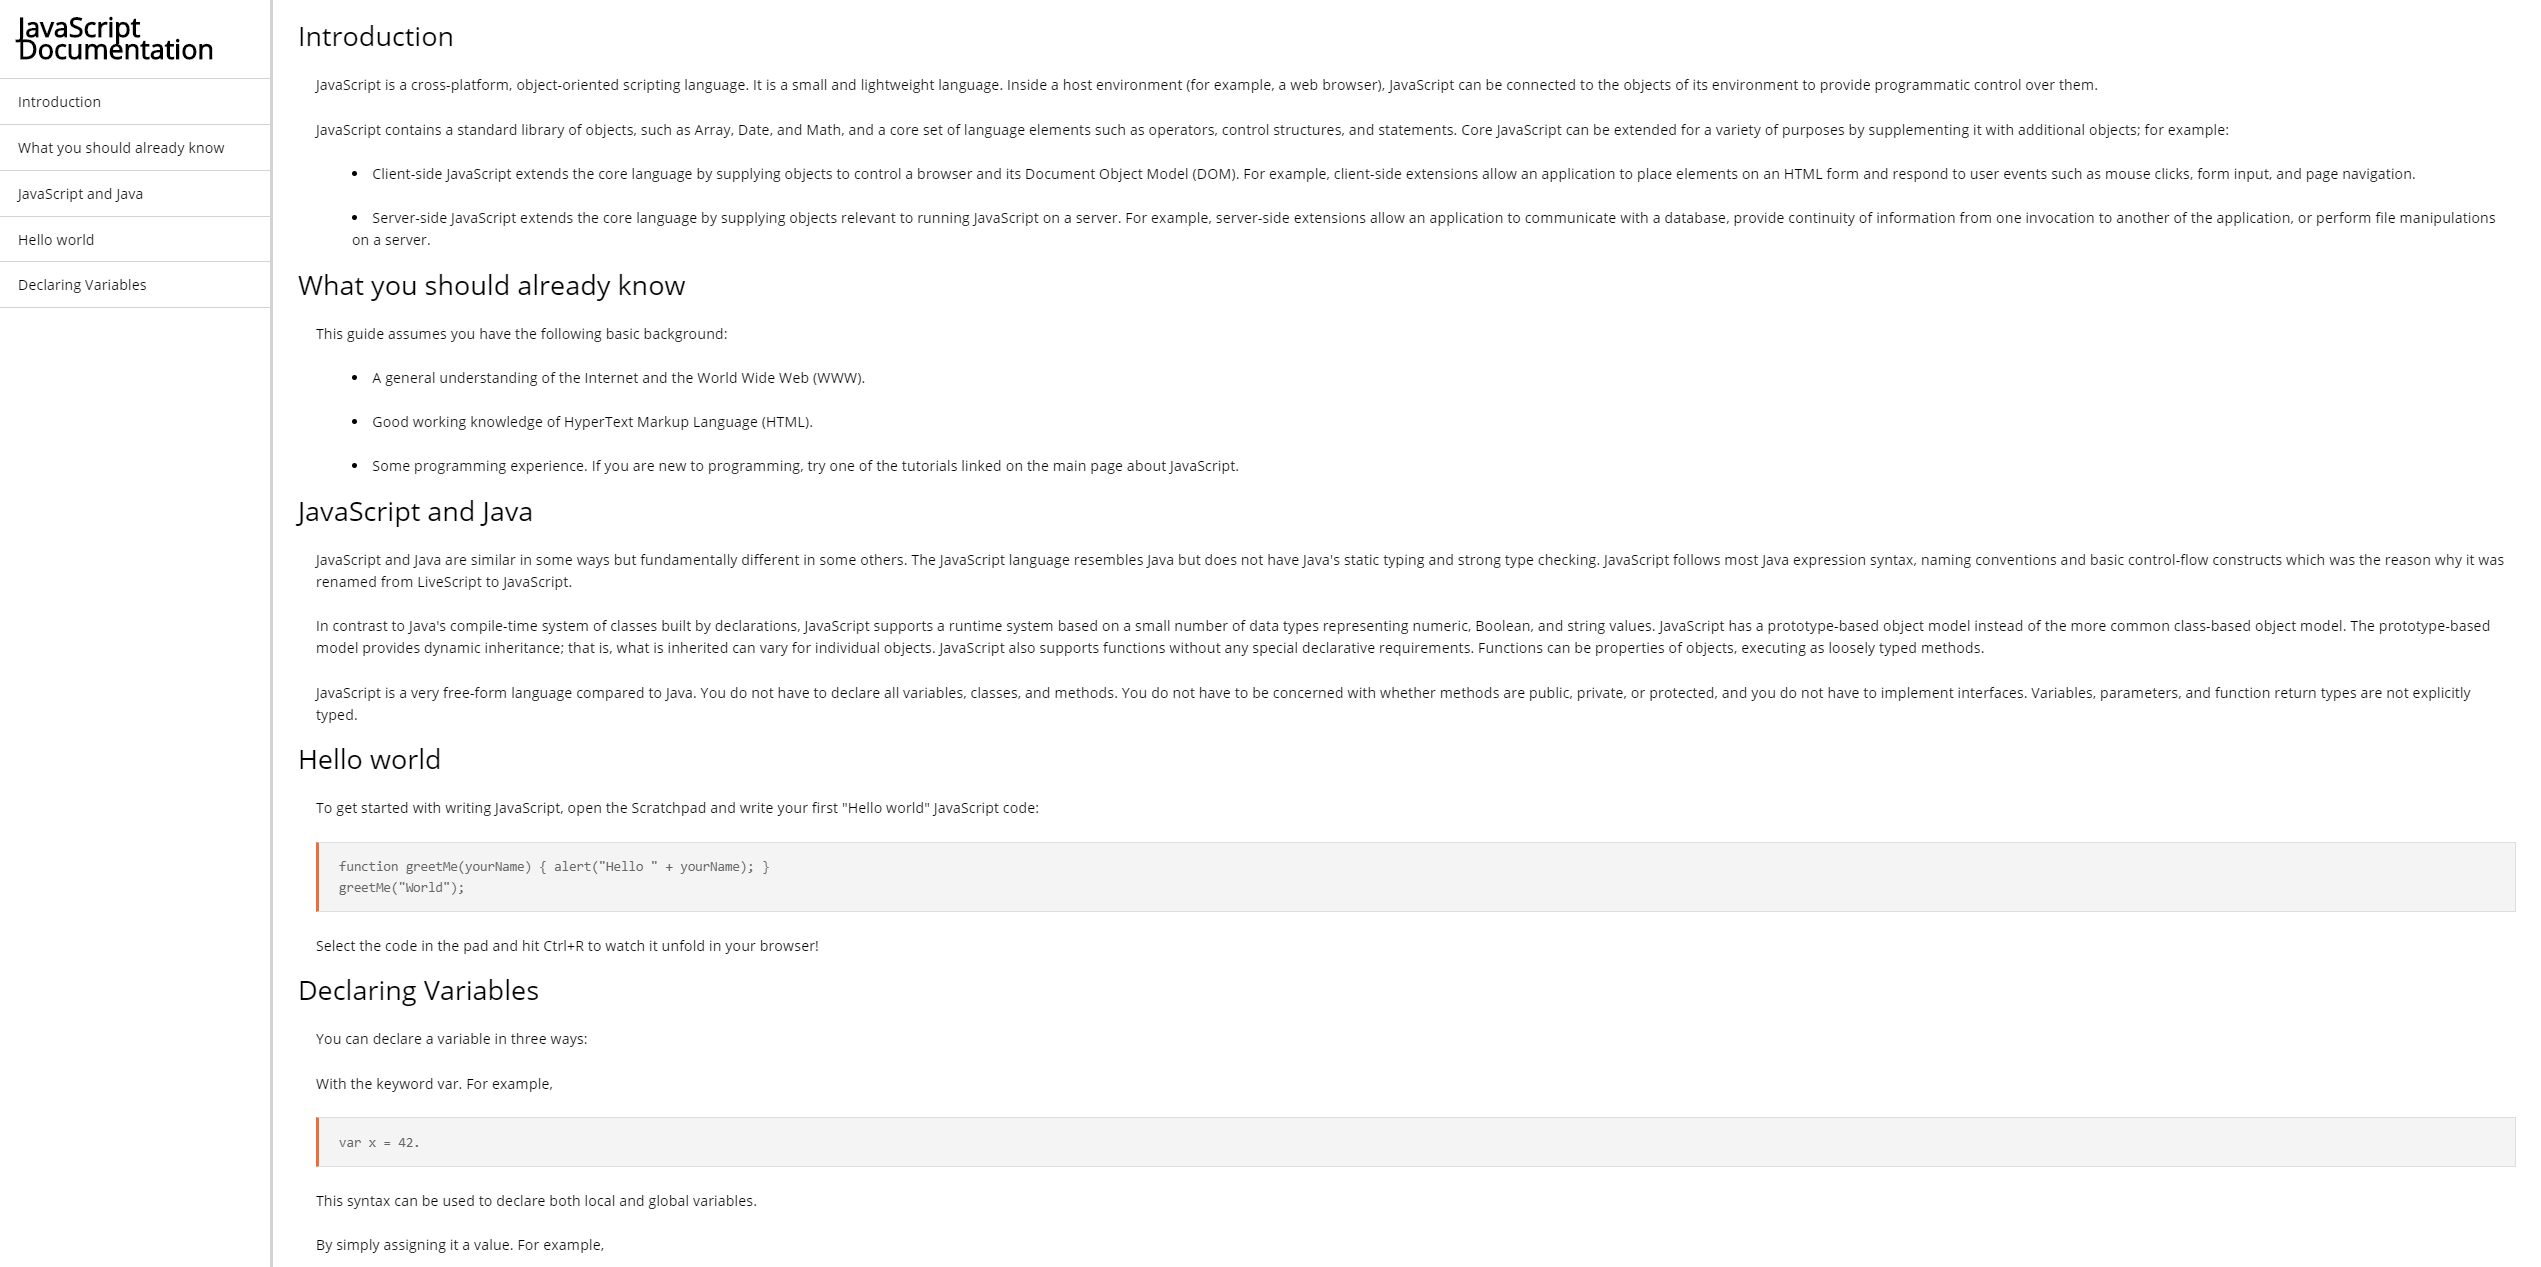 JavaScript
Documentation
Introduction
What you should already know
JavaScript and Java
Hello world
Declaring Variables
Introduction
JavaScript is a cross-platform, object-oriented scripting language. It is a small and lightweight language. Inside a host environment (for example, a web browser), JavaScript can be connected to the objects of its environment to provide programmatic control over them.
JavaScript contains a standard library of objects, such as Array, Date, and Math, and a core set of language elements such as operators, control structures, and statements. Core JavaScript can be extended for a variety of purposes by supplementing it with additional objects; for example:
• Client-side JavaScript extends the core language by supplying objects to control a browser and its Document Object Model (DOM). For example, client-side extensions allow an application to place elements on an HTML form and respond to user events such as mouse clicks, form input, and page navigation.
• Server-side JavaScript extends the core language by supplying objects relevant to running JavaScript on a server. For example, server-side extensions allow an application to communicate with a database, provide continuity of information from one invocation to another of the application, or perform file manipulations
on a server.
What you should already know
This guide assumes you have the following basic background:
• A general understanding of the Internet and the World Wide Web (WWW).
• Good working knowledge of HyperText Markup Language (HTML).
• Some programming experience. If you are new to programming, try one of the tutorials linked on the main page about JavaScript.
JavaScript and Java
JavaScript and Java are similar in some ways but fundamentally different in some others. The JavaScript language resembles Java but does not have Java's static typing and strong type checking. JavaScript follows most Java expression syntax, naming conventions and basic control-flow constructs which was the reason why it was
renamed from LiveScript to JavaScript.
In contrast to Java's compile-time system of classes built by declarations, JavaScript supports a runtime system based on a small number of data types representing numeric, Boolean, and string values. JavaScript has a prototype-based object model instead of the more common class-based object model. The prototype-based
model provides dynamic inheritance; that is, what is inherited can vary for individual objects. JavaScript also supports functions without any special declarative requirements. Functions can be properties of objects, executing as loosely typed methods.
JavaScript is a very free-form language compared to Java. You do not have to declare all variables, classes, and methods. You do not have to be concerned with whether methods are public, private, or protected, and you do not have to implement interfaces. Variables, parameters, and function return types are not explicitly
typed.
Hello world
To get started with writing JavaScript, open the Scratchpad and write your first "Hello world" JavaScript code:
function greetMe(yourName) { alert("Hello " + yourName); }
greetMe("World");
Select the code in the pad and hit Ctrl+R to watch it unfold in your browser!
Declaring Variables
You can declare a variable in three ways:
With the keyword var. For example,
var x = 42.
This syntax can be used to declare both local and global variables.
By simply assigning it a value. For example,